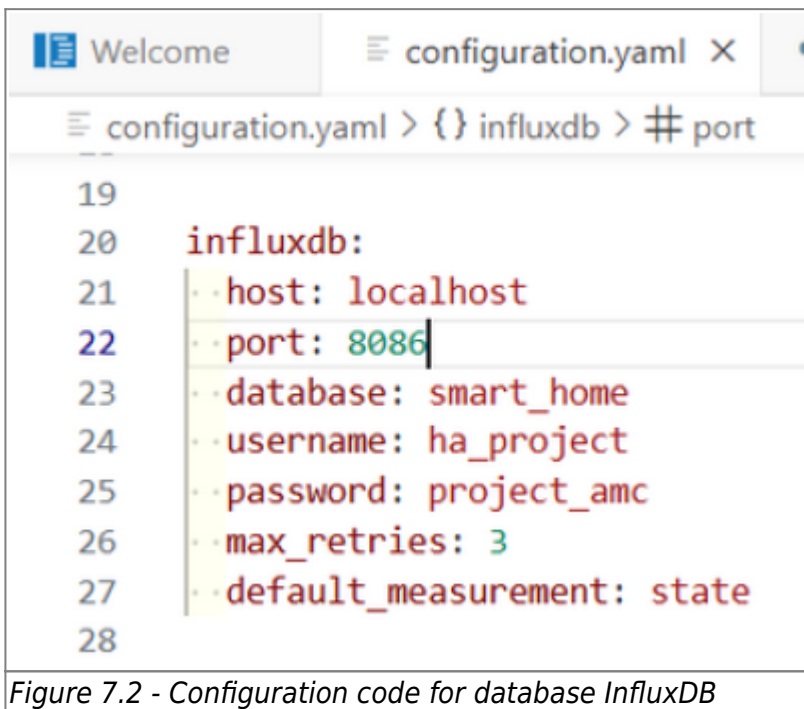 Welcome configuration.yaml ×
configuration.yaml > {} influxdb > # port
19
20 influxdb:
21 host: localhost
22 port: 8086
23 database: smart_home
24 username: ha_project
25 password: project_amc
26 max_retries: 3
27 default_measurement: state
28
Figure 7.2 - Configuration code for database InfluxDB